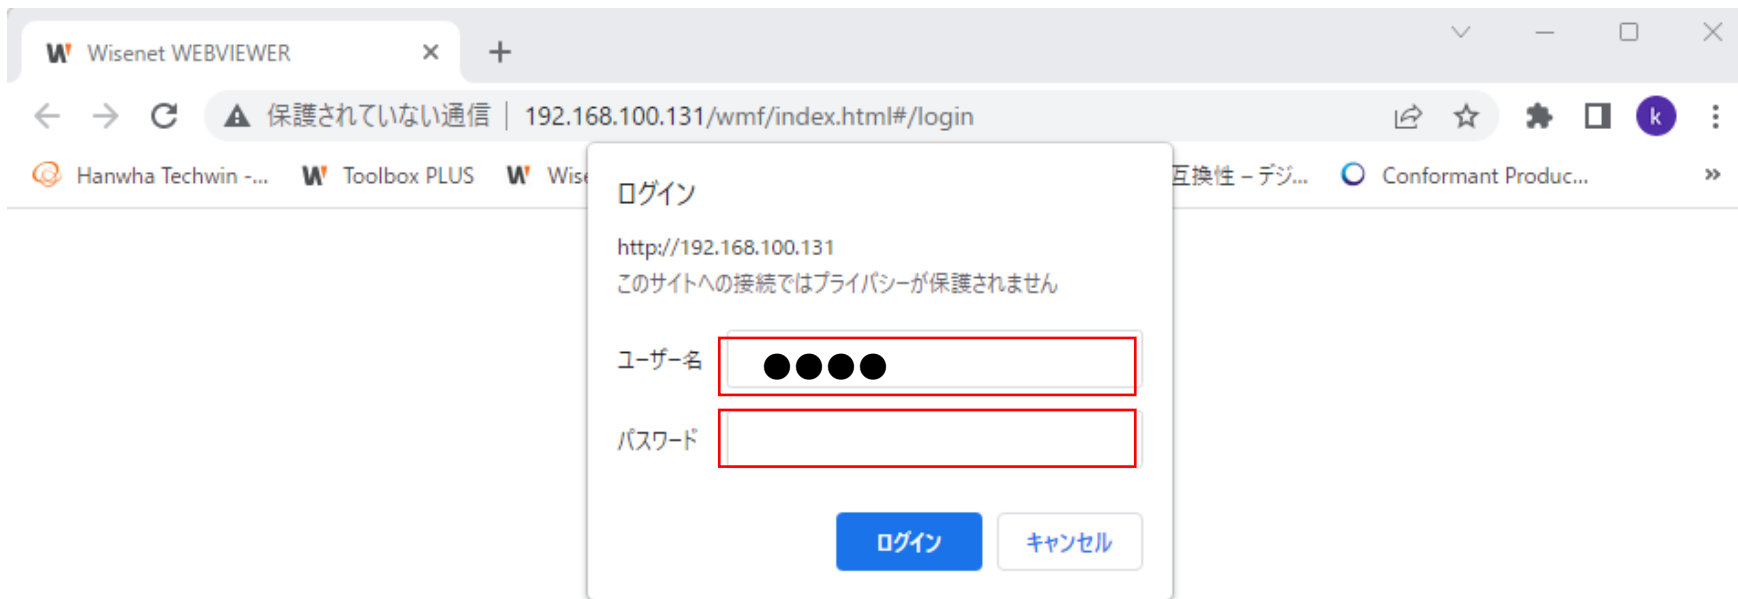 Wisenet WEBVIEWER
保護されていない通信 | 192.168.100.131/wmf/index.html#/login
k
Hanwha Techwin -... Toolbox PLUS 互換性 – デジ... Conformant Produc... »
ログイン
http://192.168.100.131
このサイトへの接続ではプライバシーが保護されません
ユーザー名 ●●●●
パスワード
ログイン キャンセル